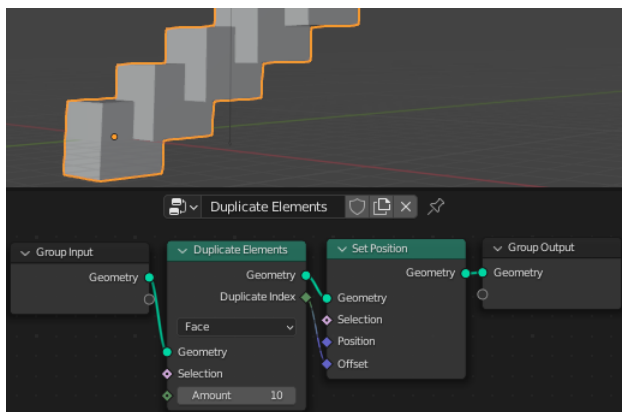 Duplicate Elements
Group Input
Geometry
Duplicate Elements
Geometry
Duplicate Index
Face
Geometry
Selection
Amount 10
Set Position
Geometry
Geometry
Selection
Position
Offset
Group Output
Geometry